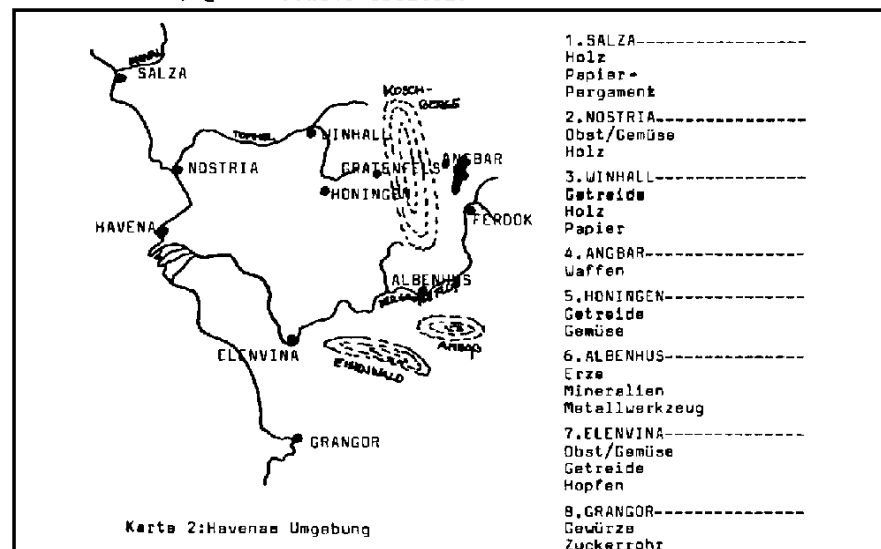 KOSCH-
BERGE
SALZA
TOMMEL
WINHALL
NOSTRIA
GRATENFELS
ANGBAR
HONINGEN
FERDOK
HAVENA
ALBENHUS
ELENVINA
AMBOß
GRANGOR
Karte 2:Havenas Umgebung
1.SALZA
Holz
Papier-
Pergament
2.NOSTRIA
Obst/Gemüse
Holz
3.WINHALL
Getreide
Holz
Papier
4.ANGBAR
Waffen
5.HONINGEN
Getreide
Gemüse
6.ALBENHUS
Erze
Mineralien
Metallwerkzeug
7.ELENVINA
Obst/Gemüse
Getreide
Hopfen
8.GRANGOR
Gewürze
Zuckerrohr